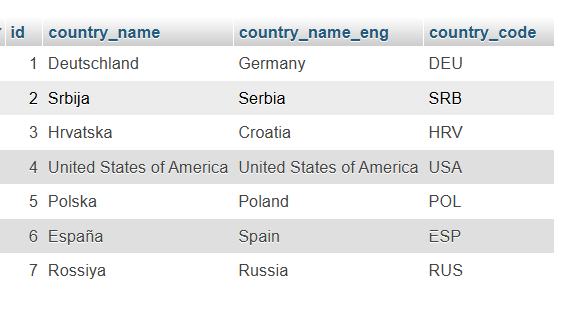 id country_name country_name_eng country_code
1 Deutschland Germany DEU
2 Srbija Serbia SRB
3 Hrvatska Croatia HRV
4 United States of America United States of America USA
5 Polska Poland POL
6 España Spain ESP
7 Rossiya Russia RUS